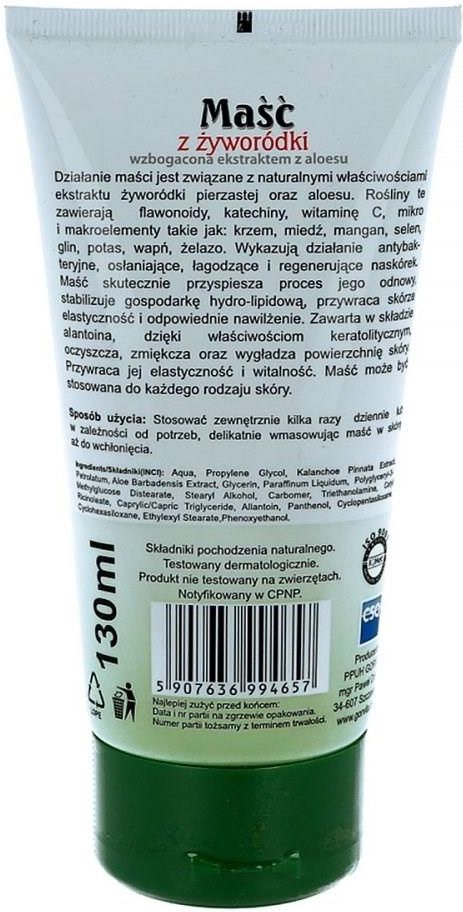 Maść
z żyworódki
wzbogacona ekstraktem z aloesu
Działanie maści jest związane z naturalnymi właściwościami
ekstraktu żyworódki pierzastej oraz aloesu. Rośliny te
zawierają flawonoidy, katechiny, witaminę C, mikro
i makroelementy takie jak: krzem, miedź, mangan, selen,
glin, potas, wapń, żelazo. Wykazują działanie antybak-
teryjne, osłaniające, łagodzące i regenerujące naskórek.
Maść skutecznie przyspiesza proces jego odnowy,
stabilizuje gospodarkę hydro-lipidową, przywraca skórze
elastyczność i odpowiednie nawilżenie. Zawarta w składzie
alantoina, dzięki właściwościom keratolitycznym,
oczyszcza, zmiękcza oraz wygładza powierzchnię skóry.
Przywraca jej elastyczność i witalność. Maść może być
stosowana do każdego rodzaju skóry.
Sposób użycia: Stosować zewnętrznie kilka razy dziennie lub
w zależności od potrzeb, delikatnie wmasowując maść w skórę
aż do wchłonięcia.
Ingredients/Składniki(INCI): Aqua, Propylene Glycol, Kalanchoe Pinnata Extract,
Petrolatum, Aloe Barbadensis Extract, Glycerin, Paraffinum Liquidum, Polyglyceryl-3-
Methylglucose Distearate, Stearyl Alcohol, Carbomer, Triethanolamine,
Ricinoleate, Caprylic/Capric Triglyceride, Allantoin, Panthenol, Cyclopentasiloxane,
Cyclohexasiloxane, Ethylexyl Stearate,Phenoxyethanol.
Składniki pochodzenia naturalnego.
Testowany dermatologicznie.
Produkt nie testowany na zwierzętach.
Notyfikowany w CPNP.
130ml
5 907636 994657
Najlepiej zużyć przed końcem:
Data i nr partii na zgrzewie opakowania.
Numer partii tożsamy z terminem trwałości.
ISO
PPUH
mgr Paweł
34-607